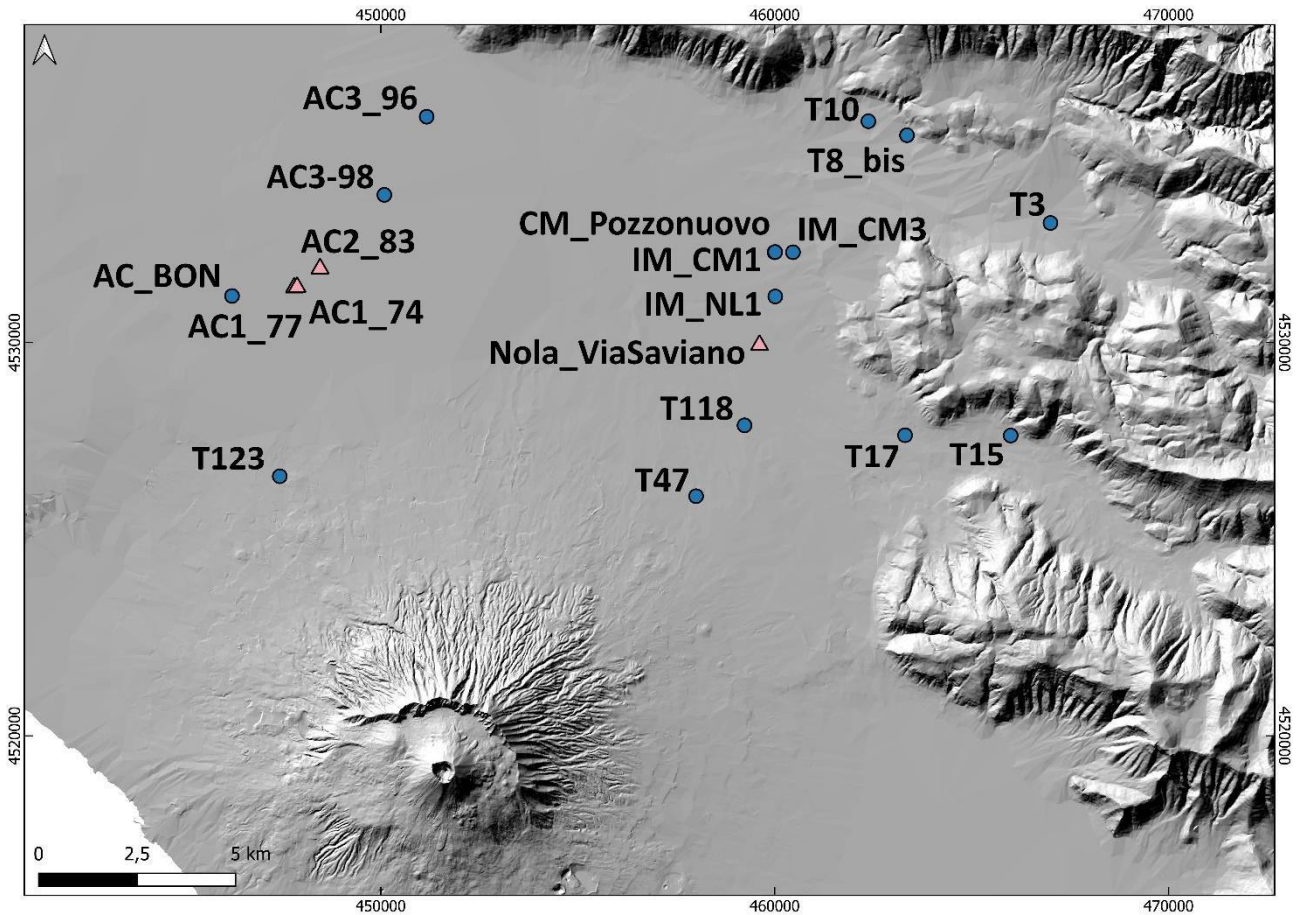 450000
460000
470000
AC3_96
T10
T8_bis
AC3-98
T3
CM_Pozzonuovo
IM_CM3
AC2_83
IM_CM1
AC_BON
IM_NL1
AC1_77
AC1_74
4530000
4530000
Nola_ViaSaviano
T118
T17
T15
T123
T47
4520000
4520000
0
2,5
5 km
450000
460000
470000